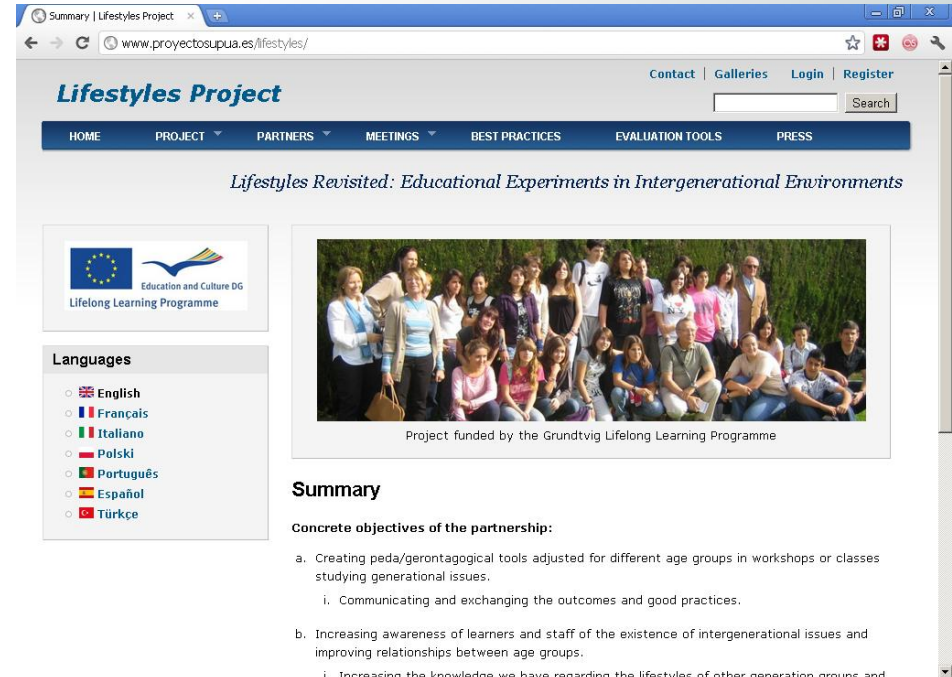 Summary | Lifestyles Project
www.proyectosupua.es/lifestyles/
Contact | Galleries Login | Register
Lifestyles Project
Search
HOME PROJECT PARTNERS MEETINGS BEST PRACTICES EVALUATION TOOLS PRESS
Lifestyles Revisited: Educational Experiments in Intergenerational Environments
Education and Culture DG
Lifelong Learning Programme
Languages
English
Français
Italiano
Polski
Português
Español
Türkçe
Project funded by the Grundtvig Lifelong Learning Programme
Summary
Concrete objectives of the partnership:
a. Creating peda/gerontagogical tools adjusted for different age groups in workshops or classes
studying generational issues.
i. Communicating and exchanging the outcomes and good practices.
b. Increasing awareness of learners and staff of the existence of intergenerational issues and
improving relationships between age groups.
i. Increasing the knowledge we have regarding the lifestyles of other generation groups and